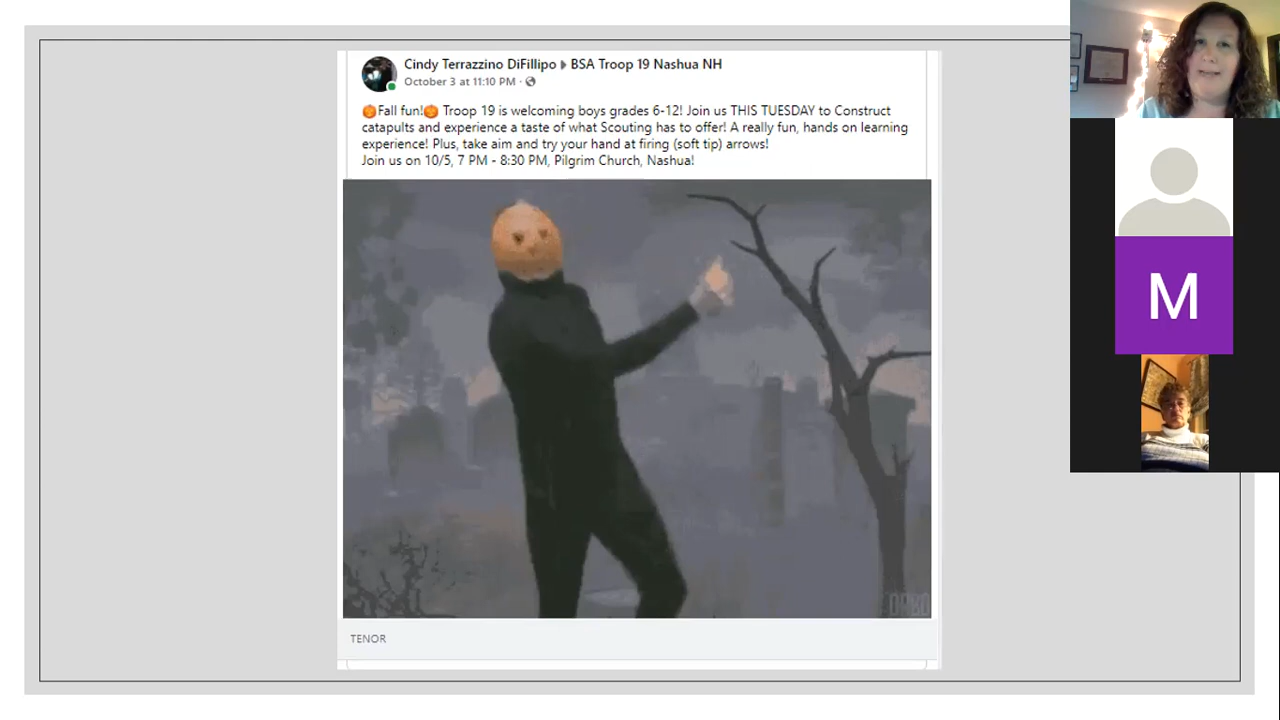 Cindy Terrazzino DiFillipo BSA Troop 19 Nashua NH
October 3 at 11:10 PM ·
Fall fun! Troop 19 is welcoming boys grades 6-12! Join us THIS TUESDAY to Construct
catapults and experience a taste of what Scouting has to offer! A really fun, hands on learning
experience! Plus, take aim and try your hand at firing (soft tip) arrows!
Join us on 10/5, 7 PM - 8:30 PM, Pilgrim Church, Nashua!
M
TENOR